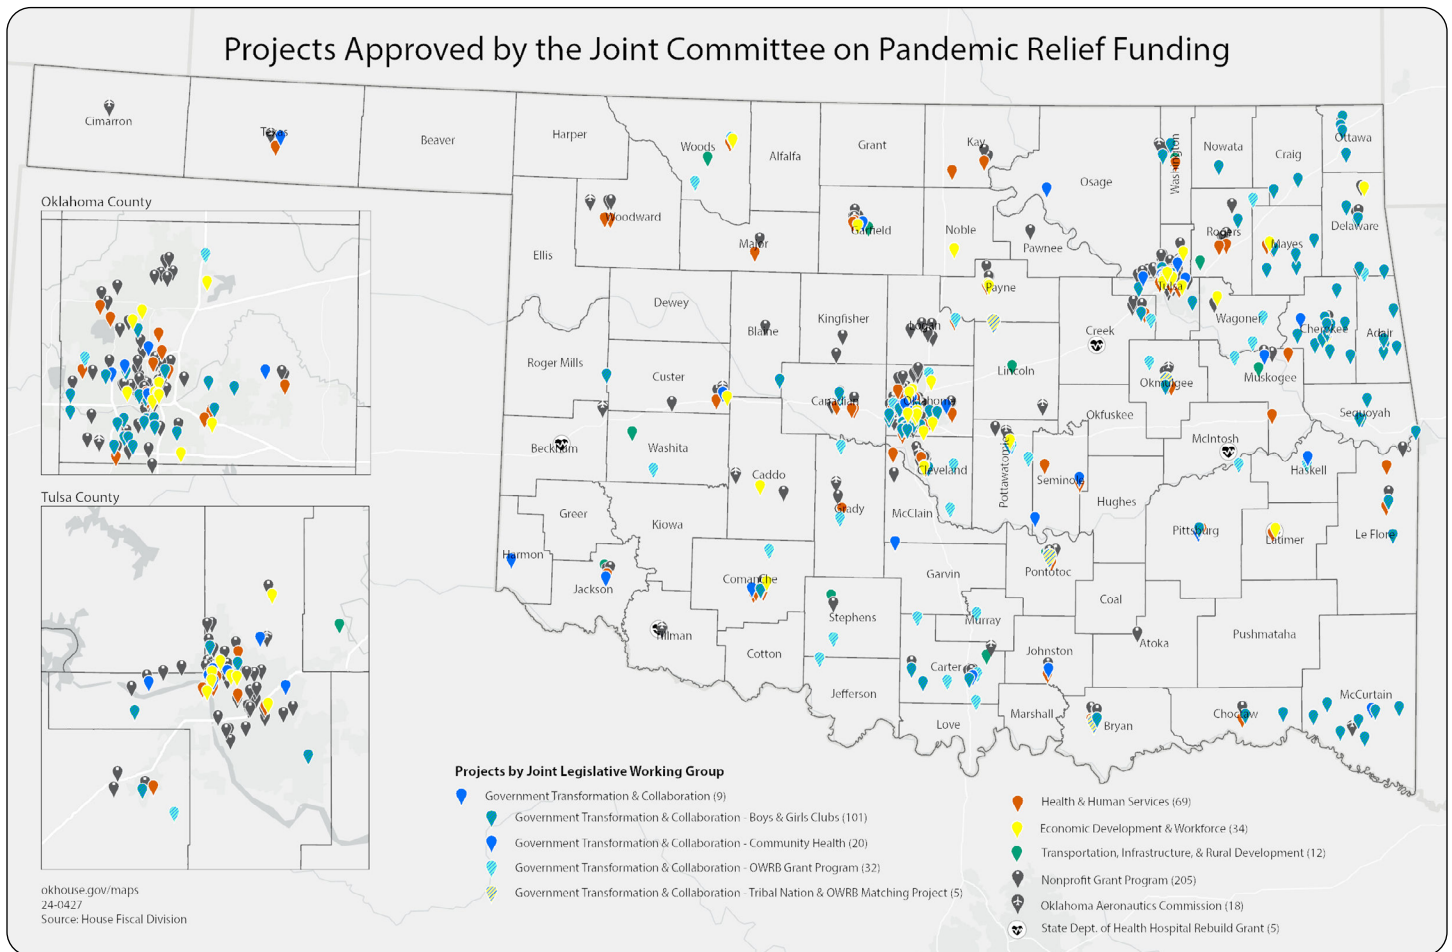 Projects Approved by the Joint Committee on Pandemic Relief Funding
Cimarron
Texas
Beaver
Harper
Woods
Alfalfa
Grant
Kay
Osage
Washington
Nowata
Craig
Ottawa
Oklahoma County
Ellis
Woodward
Major
Garfield
Noble
Pawnee
Rogers
Mayes
Delaware
Dewey
Blaine
Kingfisher
Logan
Payne
Creek
Tulsa
Wagoner
Cherokee
Adair
Roger Mills
Custer
Canadian
Oklahoma
Lincoln
Okfuskee
Okmulgee
Muskogee
Sequoyah
Beckham
Washita
Caddo
Grady
Cleveland
Pottawatomie
Seminole
Hughes
McIntosh
Haskell
Tulsa County
Greer
Kiowa
McClain
Pittsburg
Latimer
Le Flore
Harmon
Jackson
Comanche
Garvin
Pontotoc
Coal
Tillman
Cotton
Stephens
Murray
Johnston
Atoka
Pushmataha
Jefferson
Carter
Love
Marshall
Bryan
Choctaw
McCurtain
Projects by Joint Legislative Working Group
Government Transformation & Collaboration (9)
Government Transformation & Collaboration - Boys & Girls Clubs (101)
Government Transformation & Collaboration - Community Health (20)
Government Transformation & Collaboration - OWRB Grant Program (32)
Government Transformation & Collaboration - Tribal Nation & OWRB Matching Project (5)
Health & Human Services (69)
Economic Development & Workforce (34)
Transportation, Infrastructure, & Rural Development (12)
Nonprofit Grant Program (205)
Oklahoma Aeronautics Commission (18)
State Dept. of Health Hospital Rebuild Grant (5)
okhouse.gov/maps
24-0427
Source: House Fiscal Division